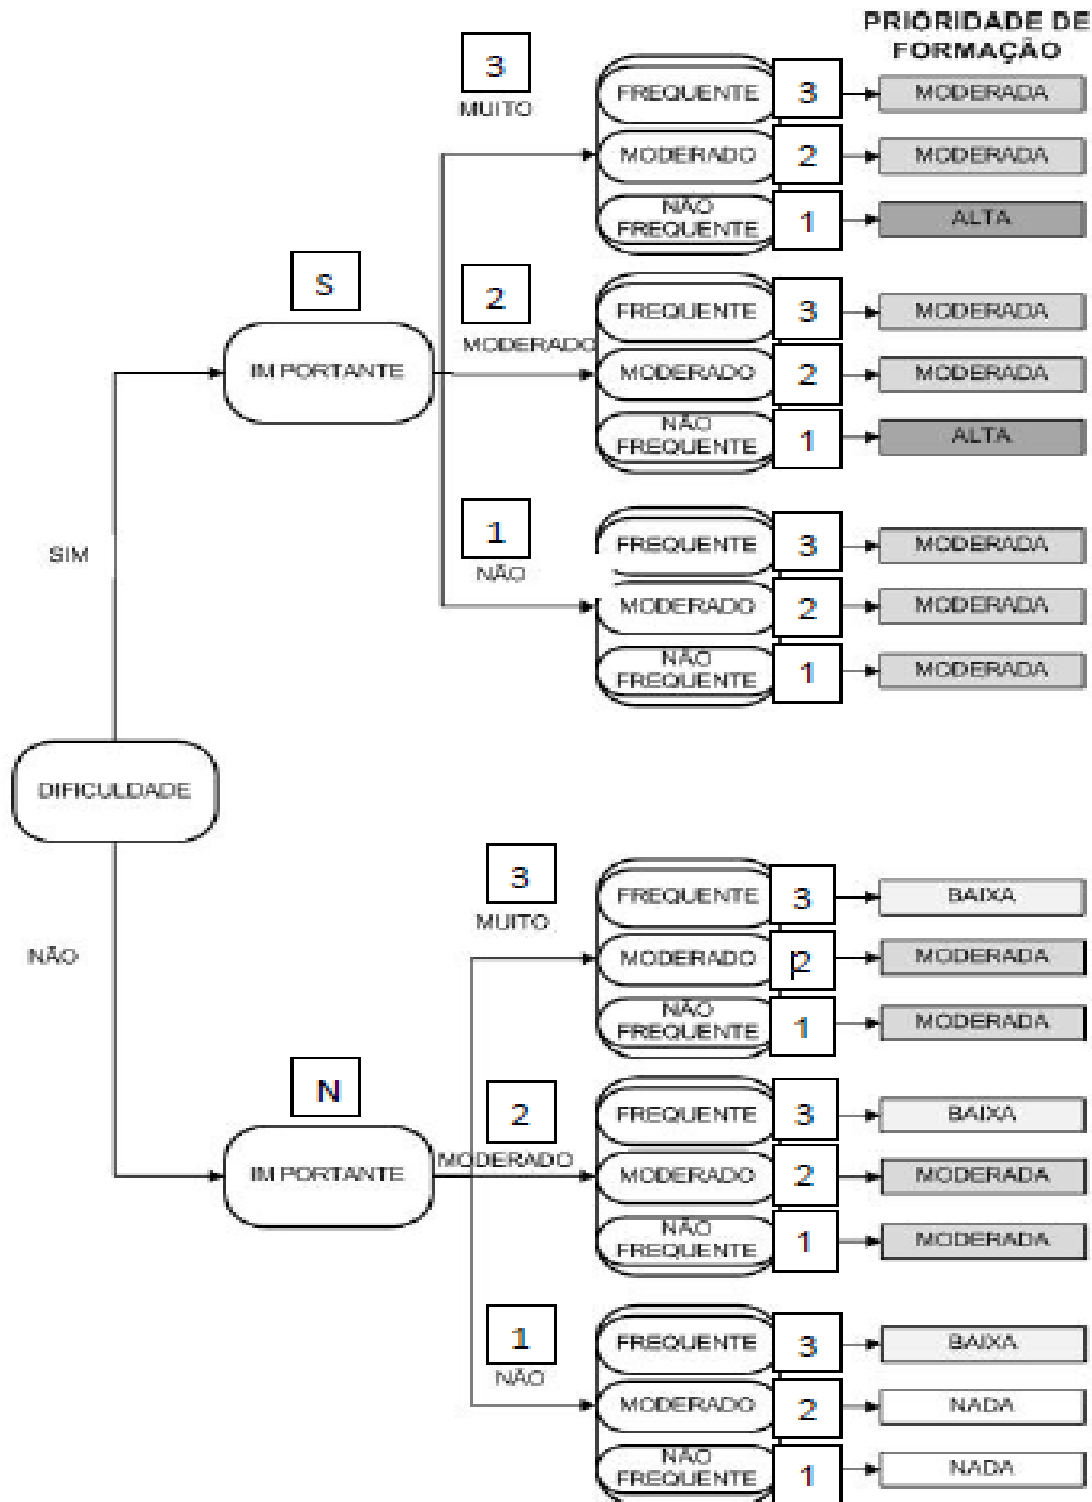 PRIORIDADE DE
FORMAÇÃO
3
MUITO
FREQUENTE 3 MODERADA
MODERADO 2 MODERADA
NÃO
FREQUENTE 1 ALTA
S
IMPORTANTE
2
MODERADO
FREQUENTE 3 MODERADA
MODERADO 2 MODERADA
NÃO
FREQUENTE 1 ALTA
1
NÃO
FREQUENTE 3 MODERADA
MODERADO 2 MODERADA
NÃO
FREQUENTE 1 MODERADA
SIM
DIFICULDADE
NÃO
3
MUITO
FREQUENTE 3 BAIXA
MODERADO 2 MODERADA
NÃO
FREQUENTE 1 MODERADA
N
IMPORTANTE
2
MODERADO
FREQUENTE 3 BAIXA
MODERADO 2 MODERADA
NÃO
FREQUENTE 1 MODERADA
1
NÃO
FREQUENTE 3 BAIXA
MODERADO 2 NADA
NÃO
FREQUENTE 1 NADA